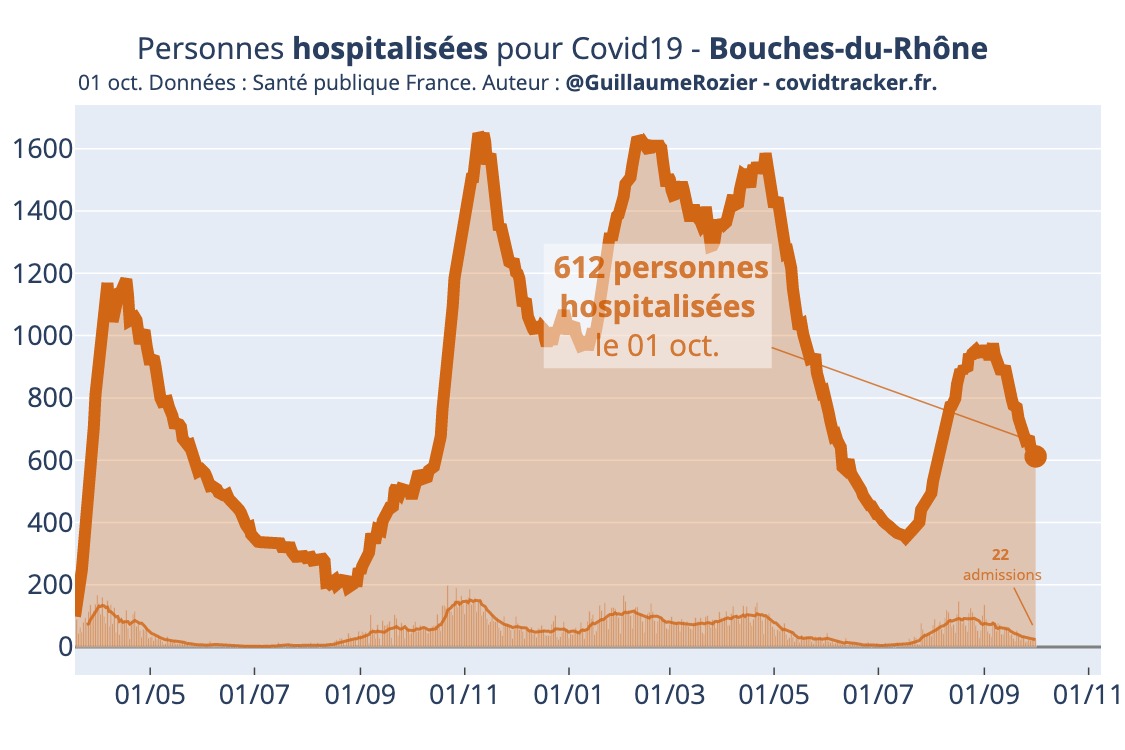 Personnes hospitalisées pour Covid19 - Bouches-du-Rhône
01 oct. Données : Santé publique France. Auteur : @GuillaumeRozier - covidtracker.fr.
1600
1400
1200
1000
800
600
400
200
0
612 personnes
hospitalisées
le 01 oct.
22
admissions
01/05 01/07 01/09 01/11 01/01 01/03 01/05 01/07 01/09 01/11